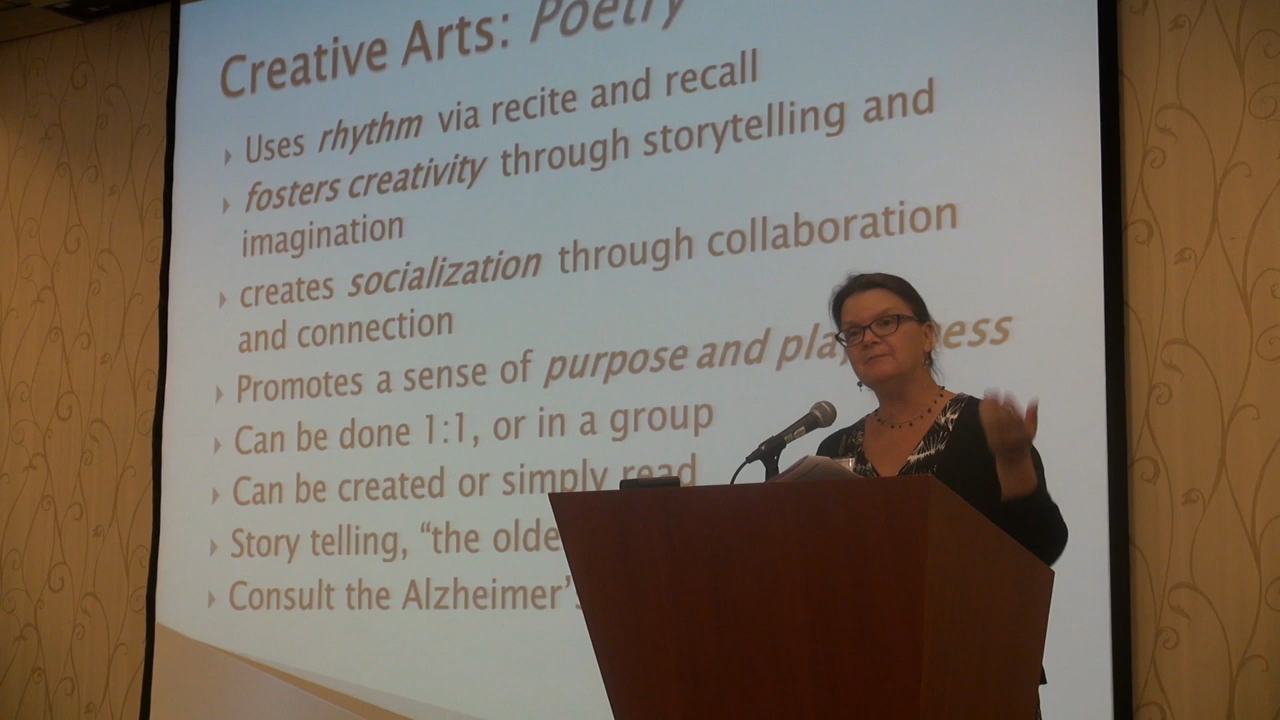 Creative Arts: Poetry
Uses rhythm via recite and recall
fosters creativity through storytelling and
imagination
creates socialization through collaboration
and connection
Promotes a sense of purpose and
Can be done 1:1, or in a group
Can be created or simply read
Story telling, “the
Consult the Alzheimer’s